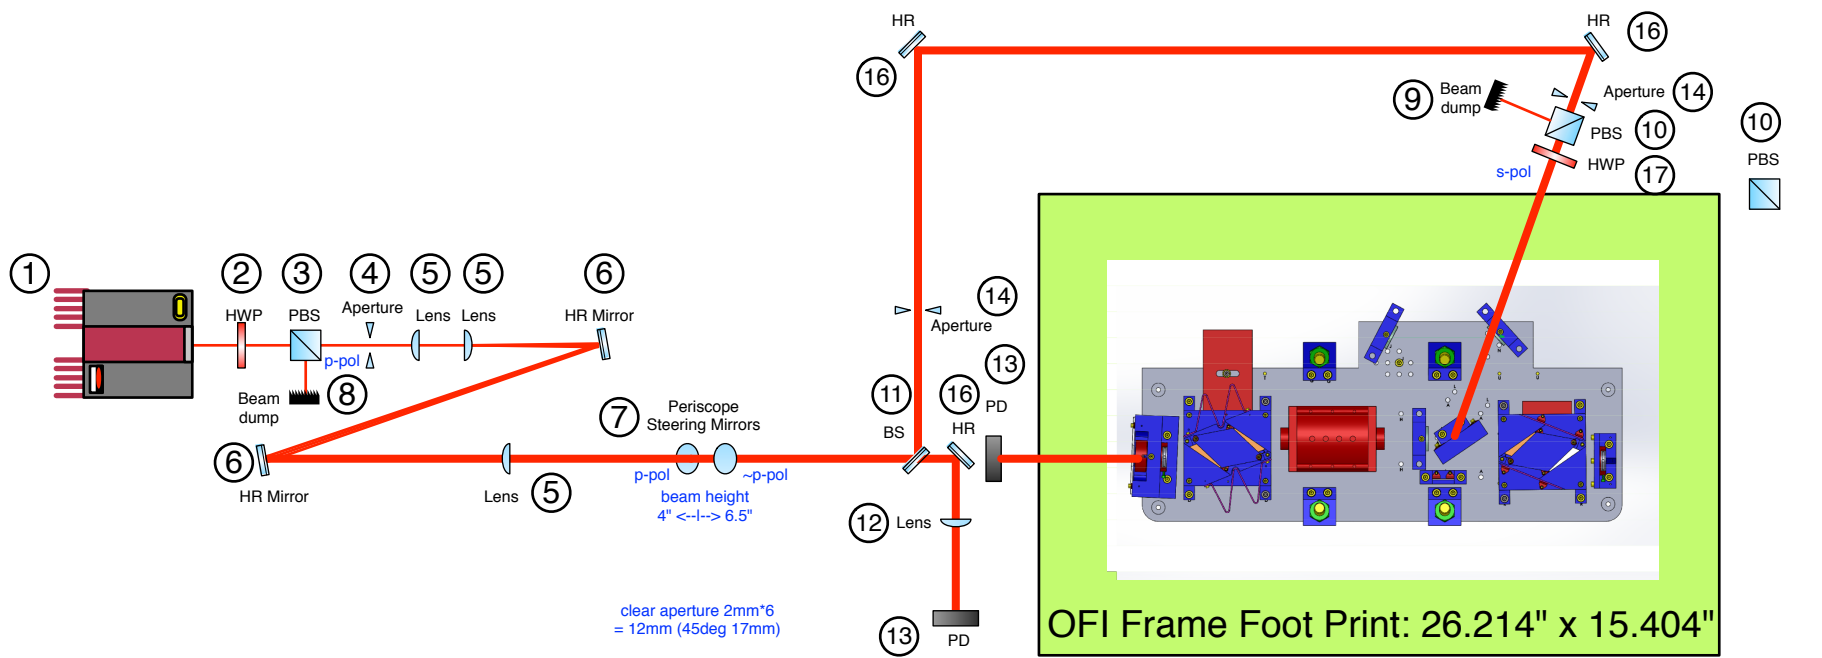 HR
16
HR
16
9
Beam
dump
Aperture
14
PBS
10
10
PBS
HWP
17
s-pol
1
2
3
4
5
5
6
HWP
PBS
Aperture
Lens
Lens
HR Mirror
p-pol
Beam
dump
8
14
Aperture
13
PD
11
BS
16
HR
7
Periscope
Steering Mirrors
6
HR Mirror
Lens
5
p-pol
~p-pol
beam height
4" <--I--> 6.5"
12
Lens
clear aperture 2mm*6
= 12mm (45deg 17mm)
13
PD
OFI Frame Foot Print: 26.214" x 15.404"